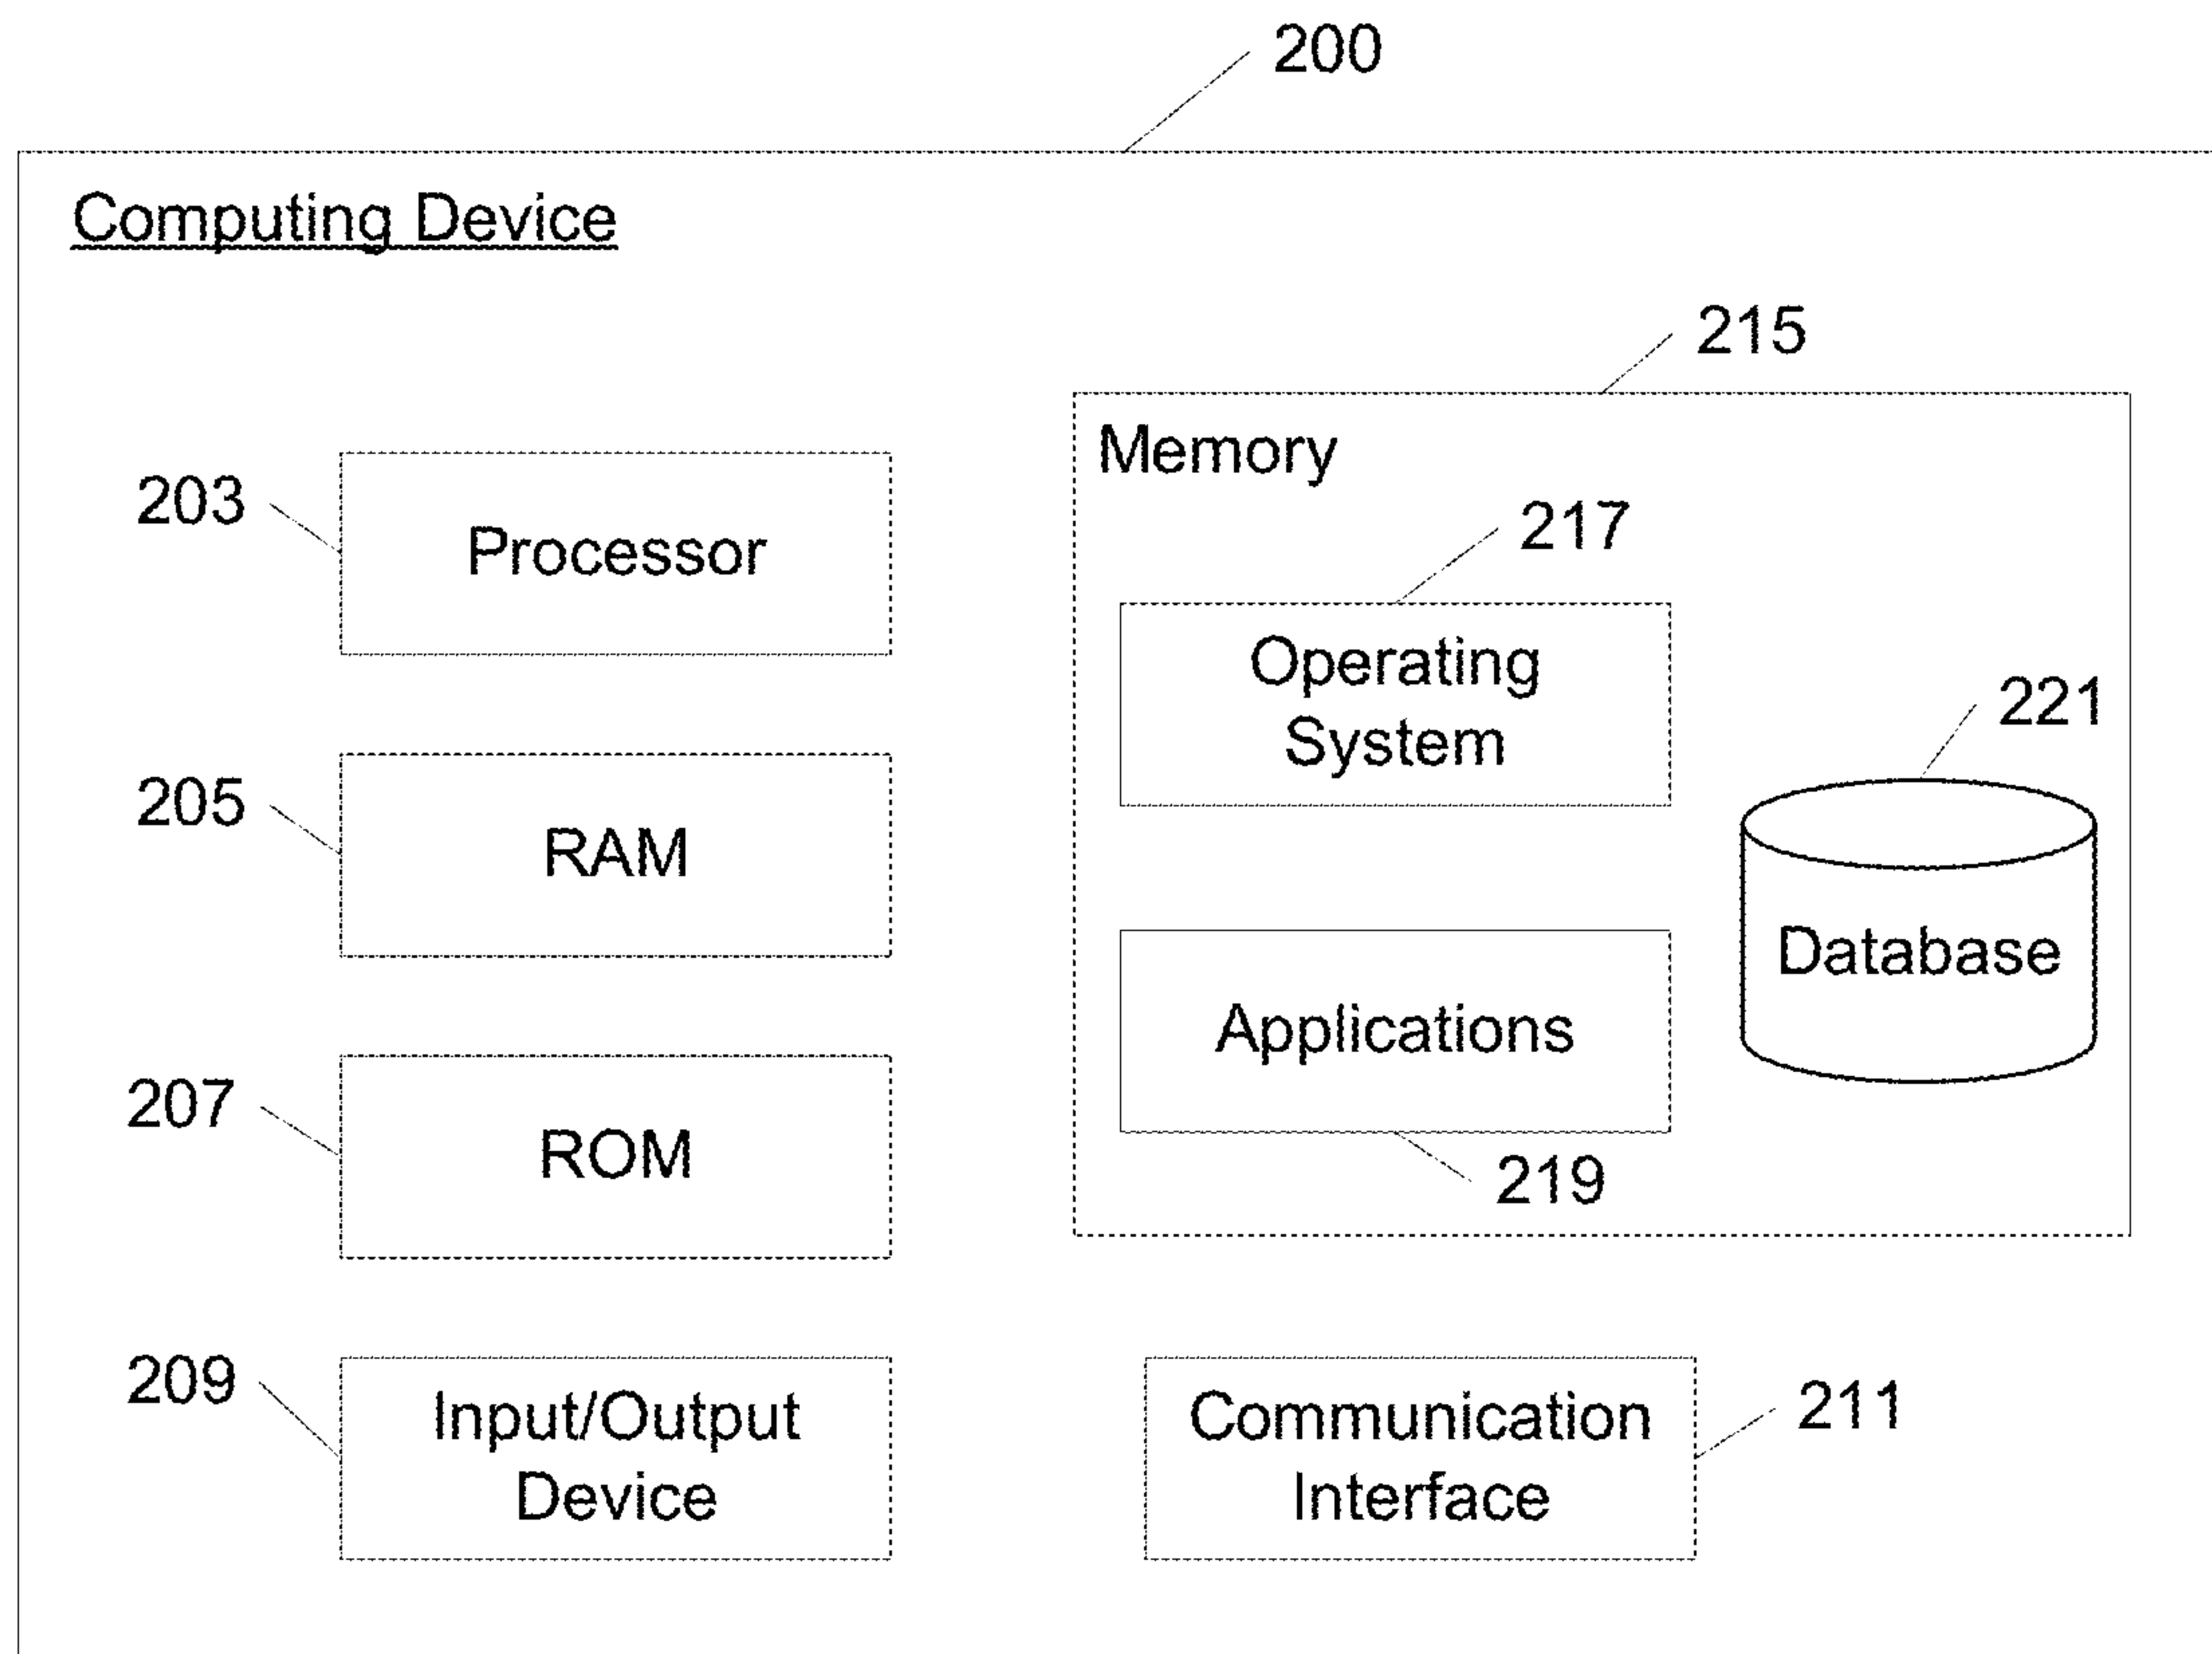 200
Computing Device
215
Memory
203
Processor
217
Operating
System
221
205
RAM
Database
Applications
207
ROM
219
209
Input/Output
Device
Communication
Interface
211